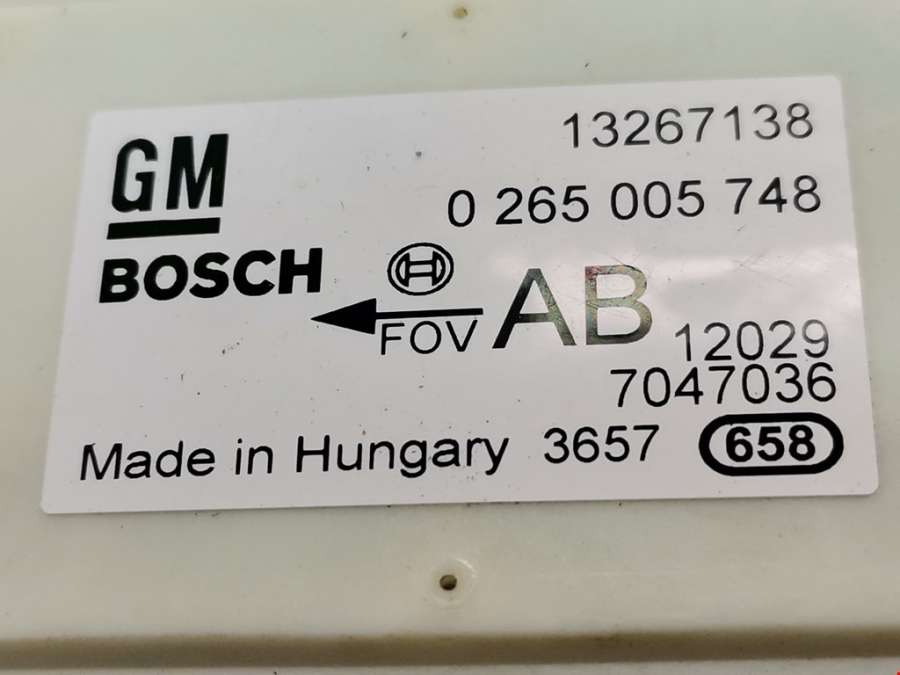 GM 13267138
0 265 005 748
BOSCH
FOV AB
12029
7047036
Made in Hungary 3657 658